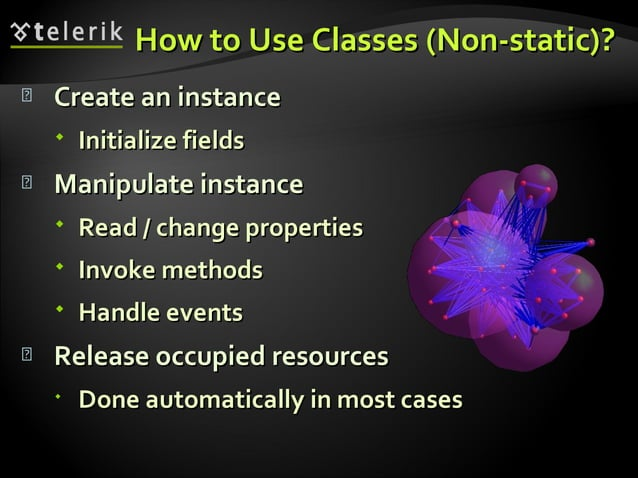 telerik
How to Use Classes (Non-static)?
Create an instance
Initialize fields
Manipulate instance
Read / change properties
Invoke methods
Handle events
Release occupied resources
Done automatically in most cases